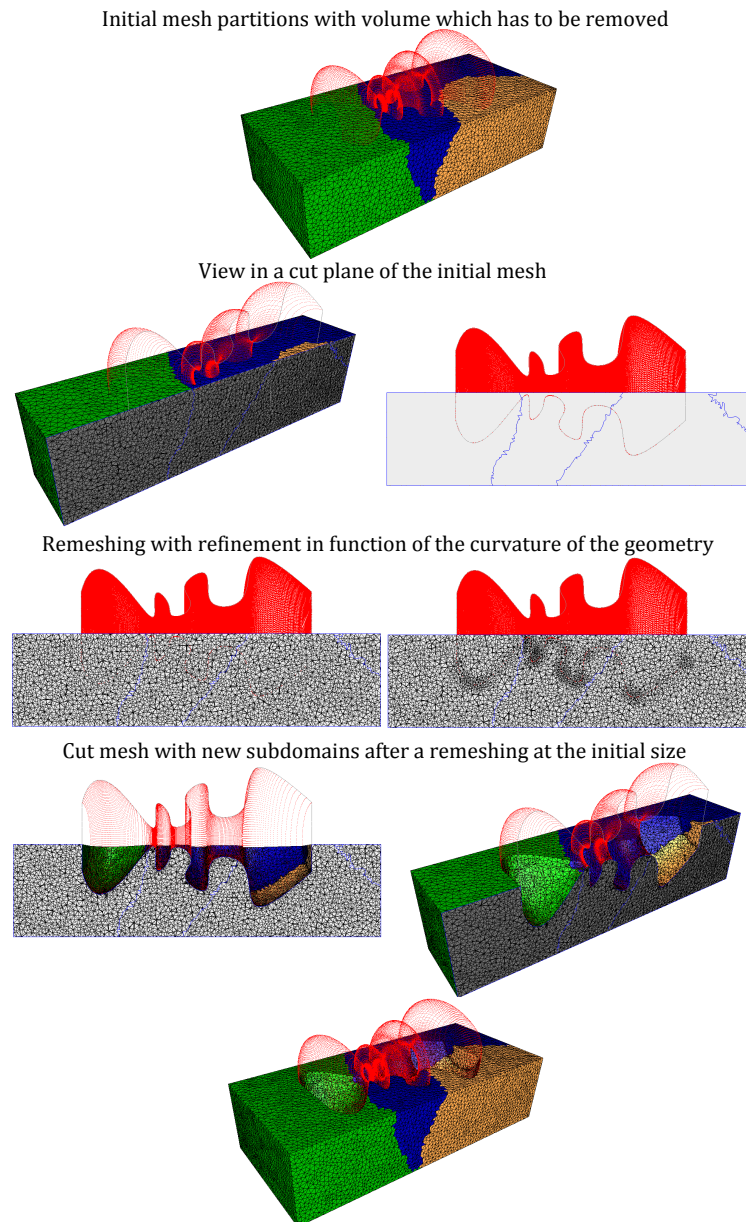 Initial mesh partitions with volume which has to be removed
View in a cut plane of the initial mesh
Remeshing with refinement in function of the curvature of the geometry
Cut mesh with new subdomains after a remeshing at the initial size